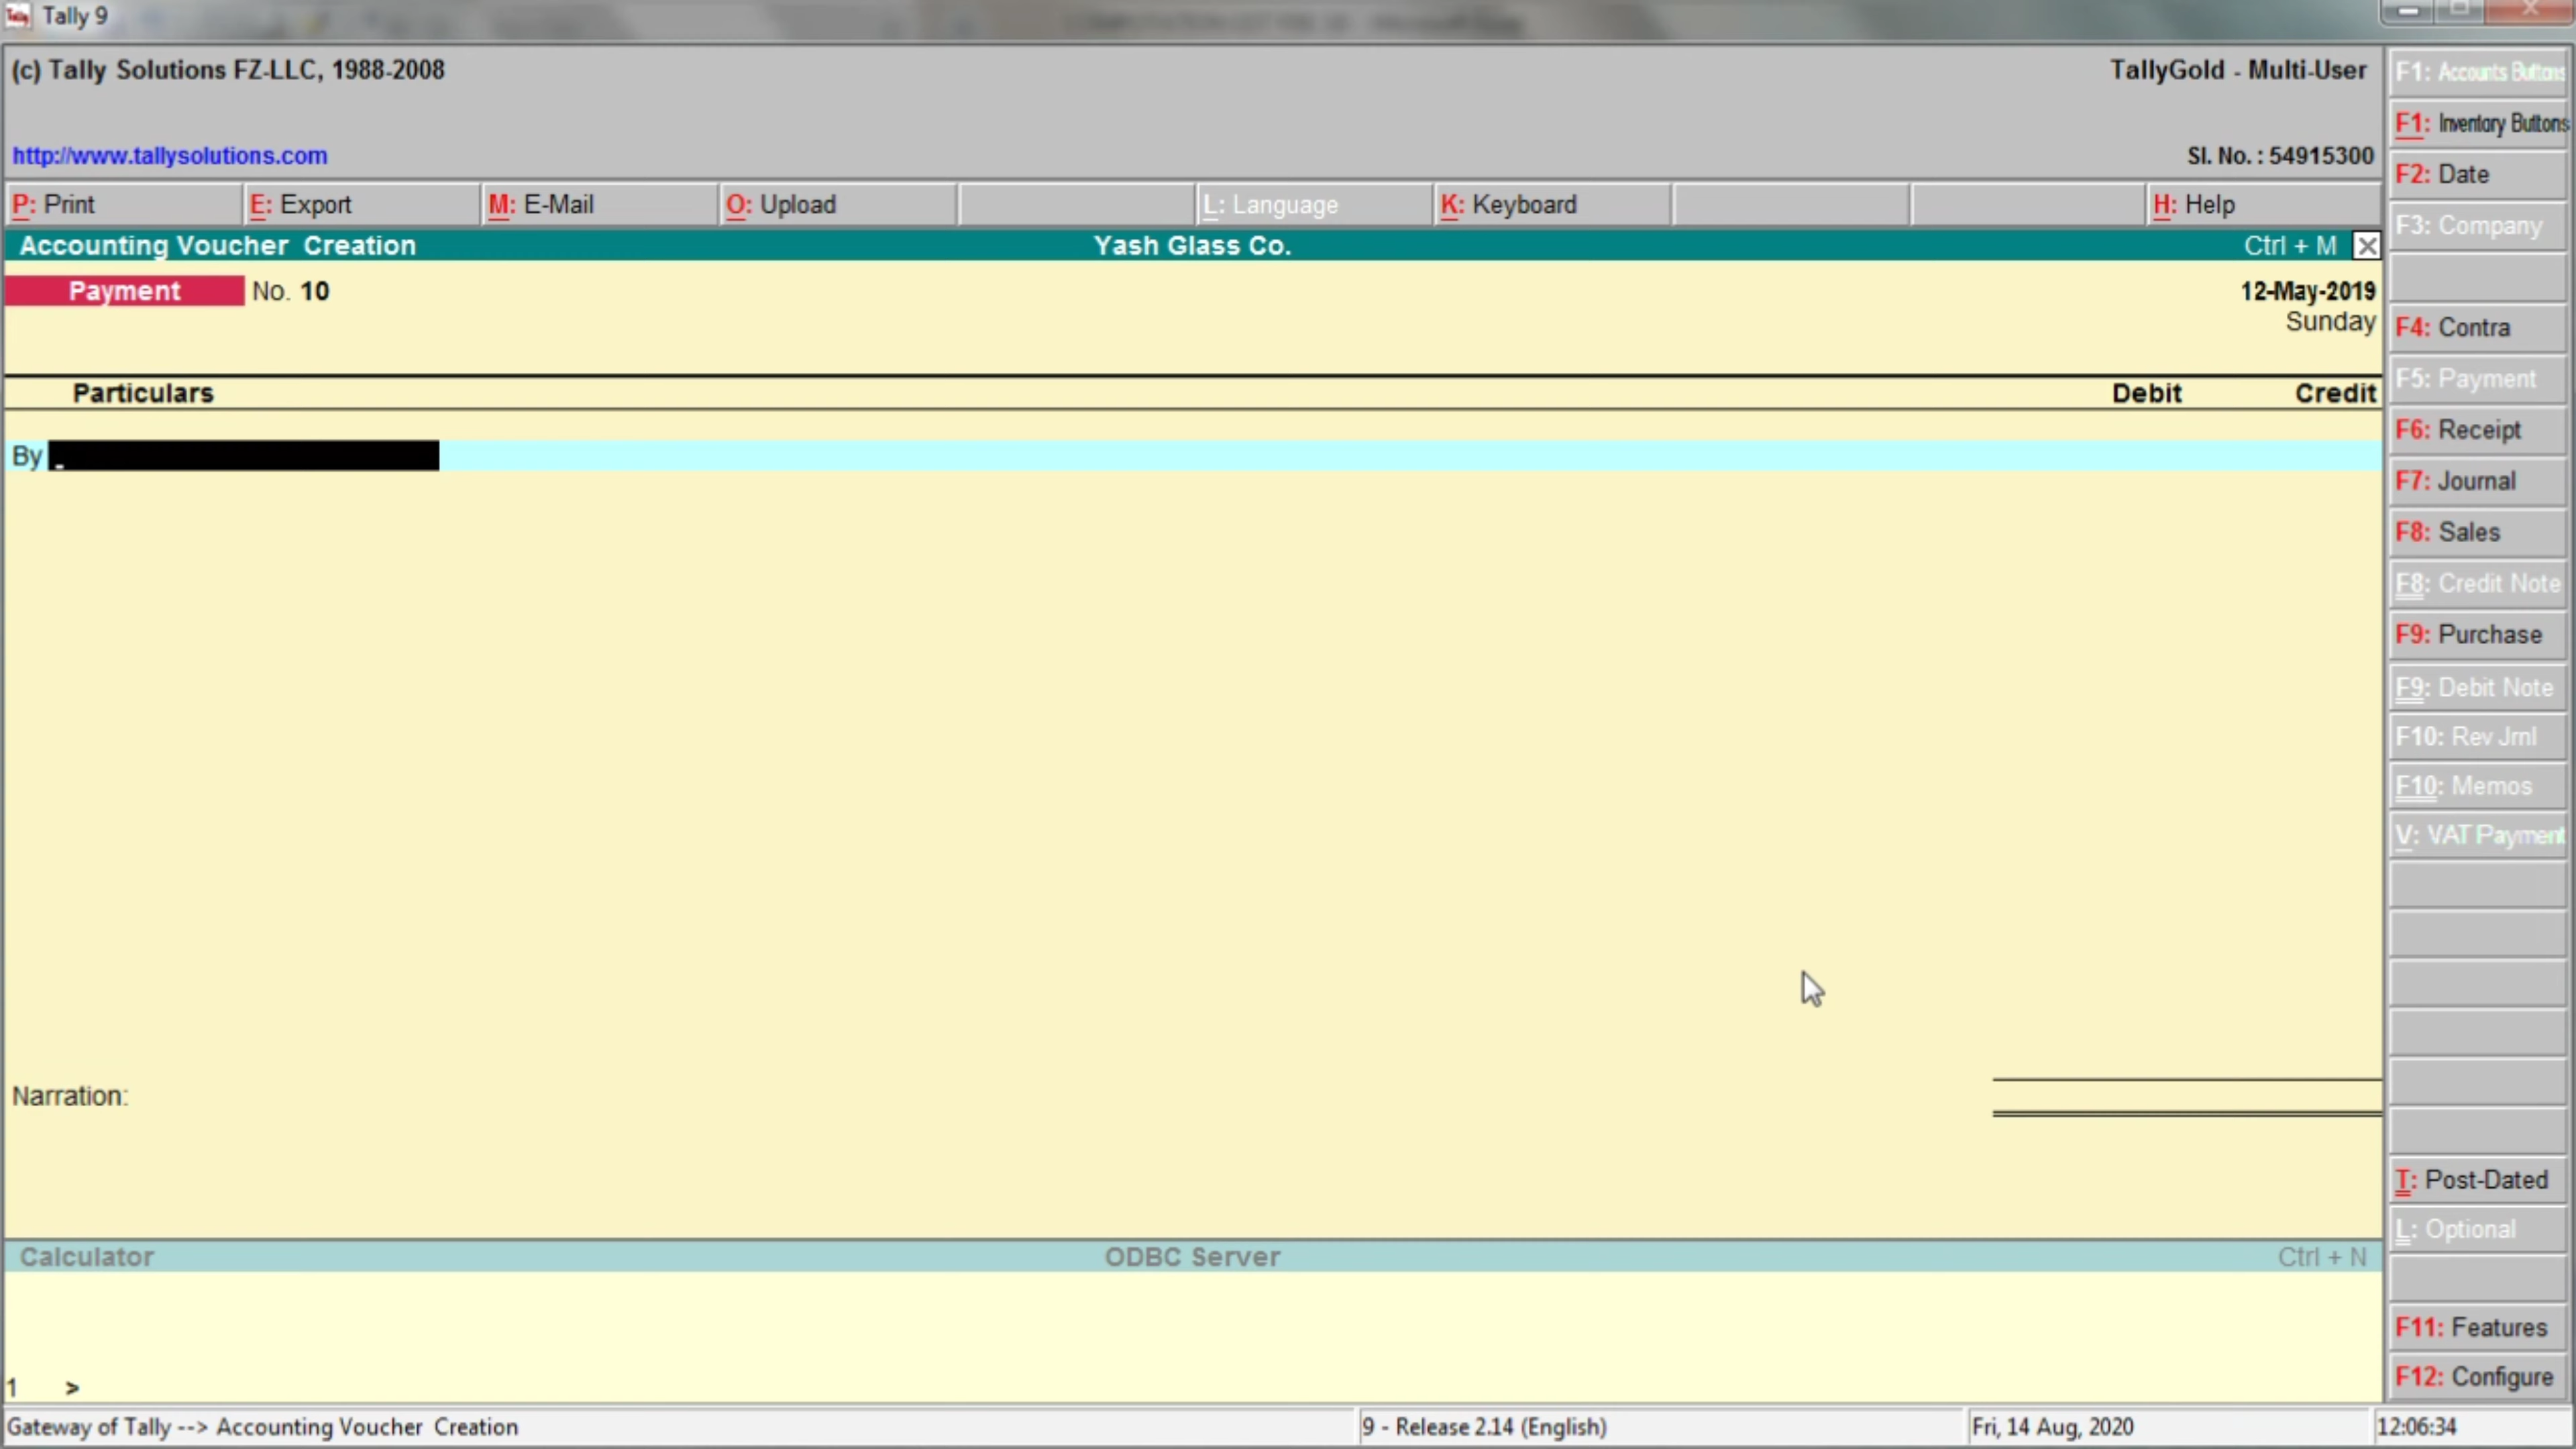 Tally 9
(c) Tally Solutions FZ-LLC, 1988-2008
TallyGold - Multi-User
http://www.tallysolutions.com
Sl. No. : 54915300
P: Print
E: Export
M: E-Mail
O: Upload
L: Language
K: Keyboard
H: Help
Accounting Voucher Creation
Yash Glass Co.
Ctrl + M
Payment No. 10
12-May-2019
Sunday
Particulars
Debit
Credit
By
Narration:
Calculator
ODBC Server
Ctrl + N
1 >
Gateway of Tally --> Accounting Voucher Creation
9 - Release 2.14 (English)
Fri, 14 Aug, 2020
12:06:34
F1: Accounts Buttons
F1: Inventory Buttons
F2: Date
F3: Company
F4: Contra
F5: Payment
F6: Receipt
F7: Journal
F8: Sales
F8: Credit Note
F9: Purchase
F9: Debit Note
F10: Rev Jrnl
F10: Memos
V: VAT Payment
T: Post-Dated
L: Optional
F11: Features
F12: Configure